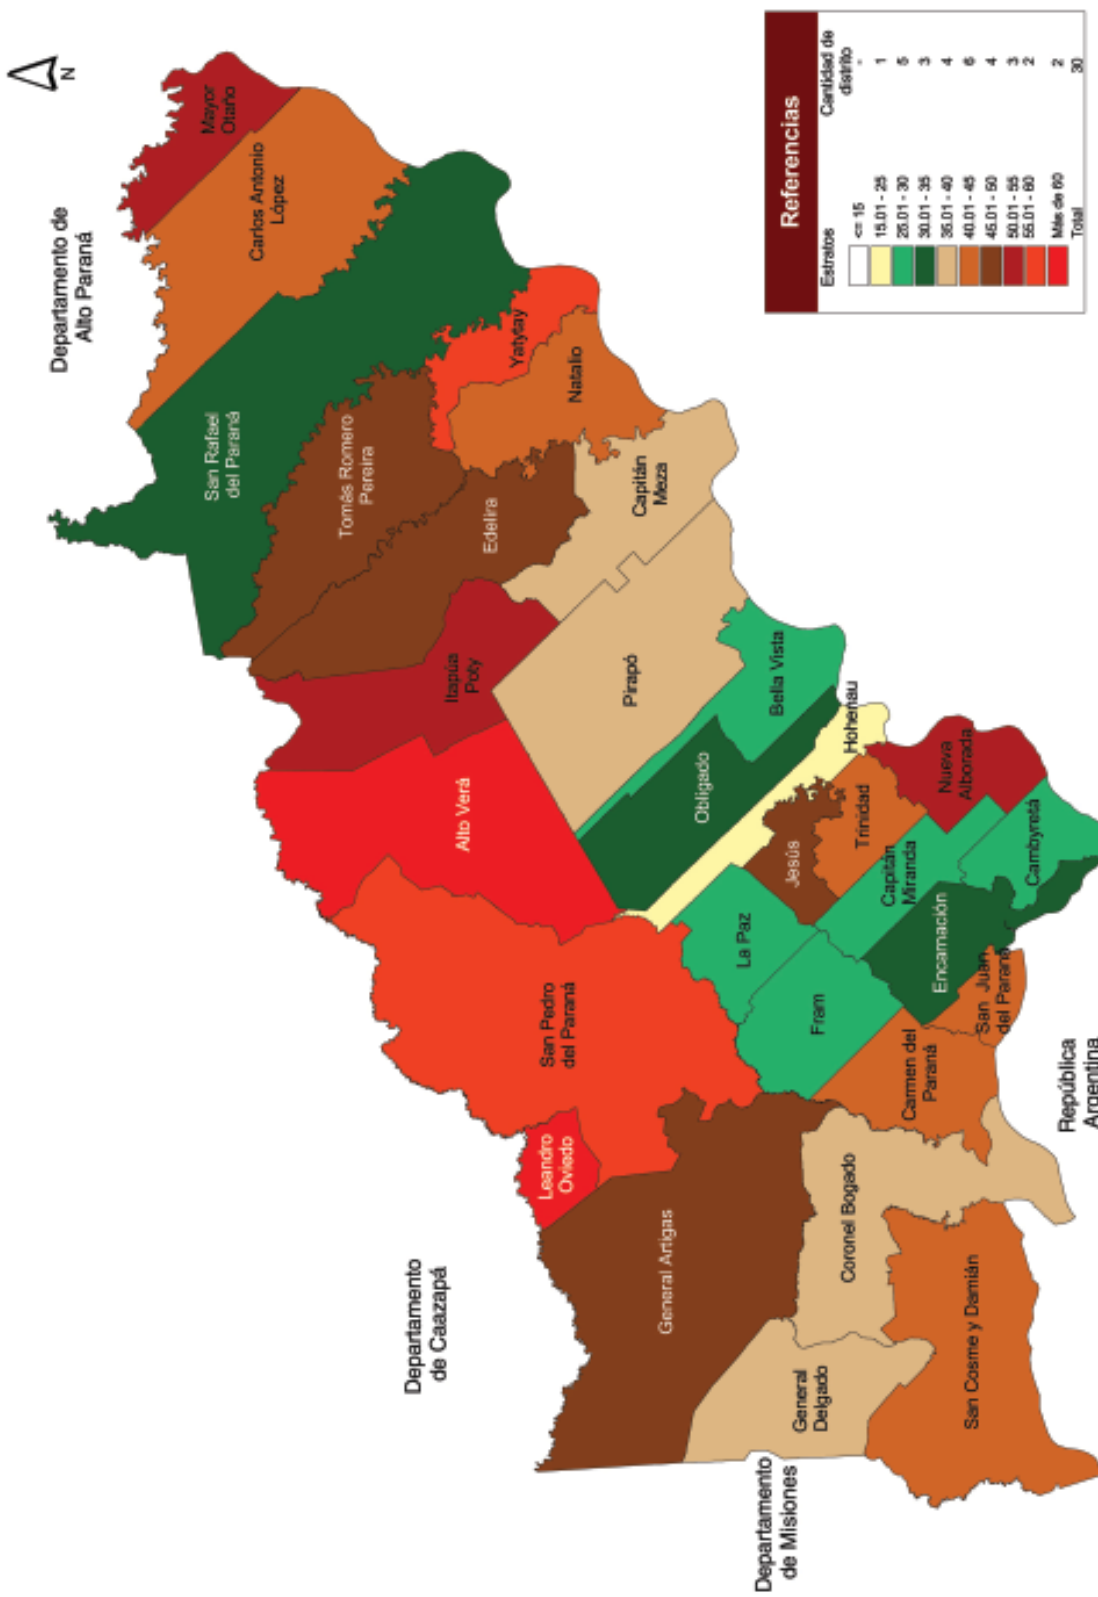 N
Departamento de
Alto Paraná
Mayor
Otaño
Carlos Antonio
López
San Rafael
del Paraná
Yatytay
Natalio
Tomás Romero
Pereira
Edelira
Capitán
Meza
Itapúa
Poty
Pirapó
Bella Vista
Hohenau
Obligado
Alto Verá
Nueva
Alborada
Trinidad
Jesús
Capitán
Miranda
Cambyretá
La Paz
Encarnación
Fram
San Juan
del Paraná
San Pedro
del Paraná
Carmen del
Paraná
Leandro
Oviedo
General Artigas
Coronel Bogado
General
Delgado
San Cosme y Damián
Departamento
de Caazapá
Departamento
de Misiones
República
Argentina
Referencias
Estratos Cantidad de
distrito
<= 15 -
15.01 - 25 1
25.01 - 30 5
30.01 - 35 3
35.01 - 40 4
40.01 - 45 6
45.01 - 50 4
50.01 - 55 3
55.01 - 60 2
Más de 60 2
Total 30